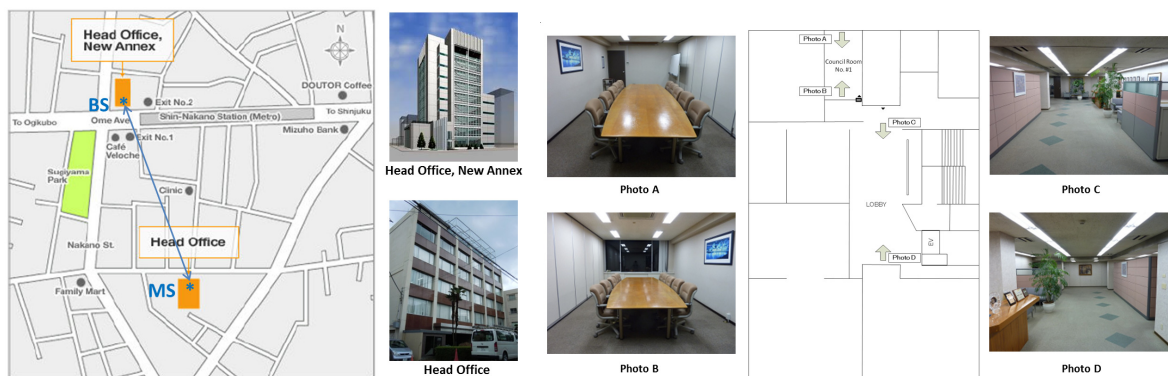 Head Office,
New Annex
N
DOUTOR Coffee
BS
*
Exit No.2
Shin-Nakano Station (Metro)
To Shinjuku
To Ogkubo
Ome Ave
Exit No.1
Mizuho Bank
Café
Veloche
Sugiyama
Park
Clinic
Nakano St.
Head Office
Family Mart
MS
*
Head Office, New Annex
Head Office
Photo A
Photo B
Photo A
Council Room
No. #1
Photo B
Photo C
LOBBY
EV
Photo D
Photo C
Photo D